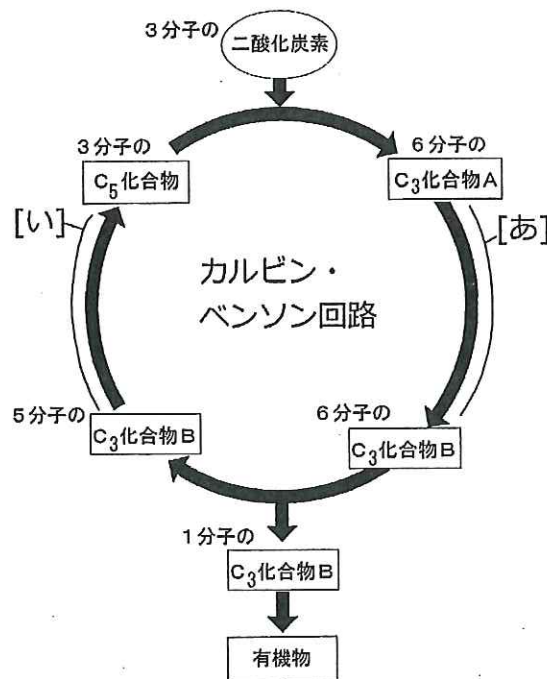 3分子の
二酸化炭素
3分子の
C5化合物
6分子の
C3化合物A
[い]
[あ]
カルビン・
ベンソン回路
5分子の
C3化合物B
6分子の
C3化合物B
1分子の
C3化合物B
有機物